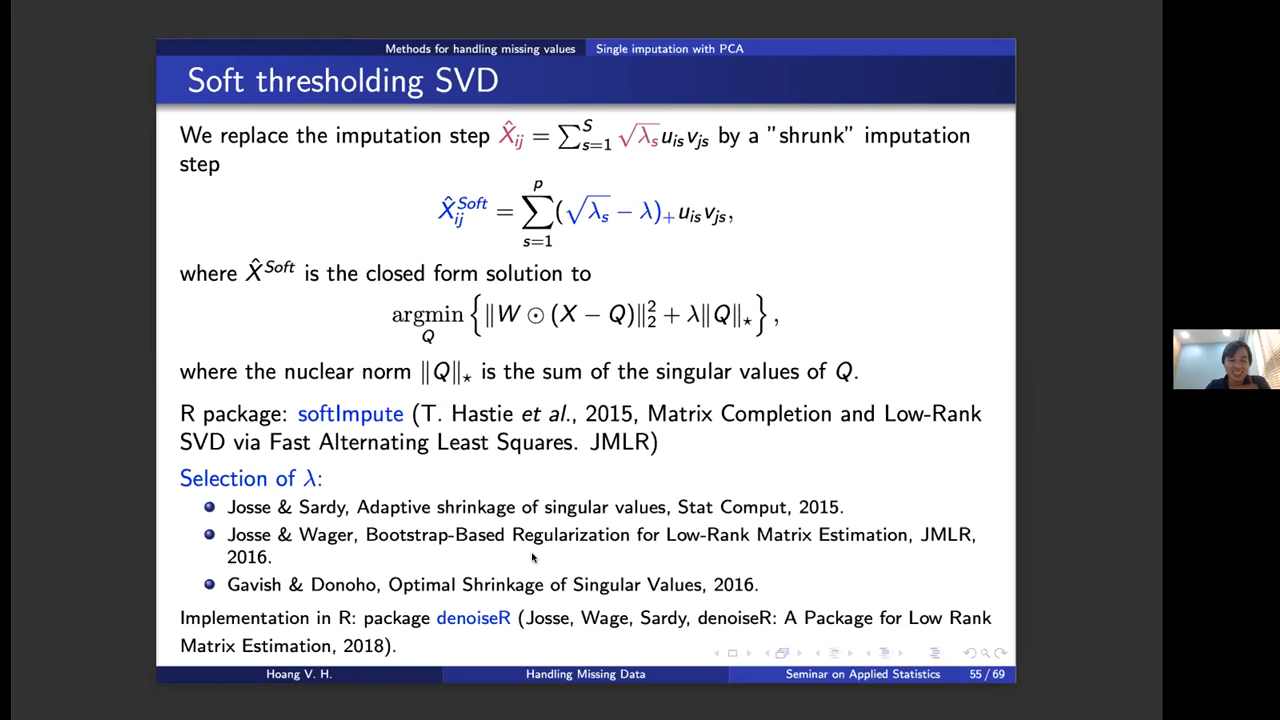 Methods for handling missing values Single imputation with PCA
Soft thresholding SVD
We replace the imputation step X̂ij = ∑_{s=1}^{S} √λs uis vjs by a "shrunk" imputation
step
X̂ij^Soft = ∑_{s=1}^{p} (√λs − λ)+ uis vjs,
where X̂^Soft is the closed form solution to
argmin_Q { ‖W ⊙ (X − Q)‖₂² + λ‖Q‖⋆ },
where the nuclear norm ‖Q‖⋆ is the sum of the singular values of Q.
R package: softImpute (T. Hastie et al., 2015, Matrix Completion and Low-Rank
SVD via Fast Alternating Least Squares. JMLR)
Selection of λ:
Josse & Sardy, Adaptive shrinkage of singular values, Stat Comput, 2015.
Josse & Wager, Bootstrap-Based Regularization for Low-Rank Matrix Estimation, JMLR,
2016.
Gavish & Donoho, Optimal Shrinkage of Singular Values, 2016.
Implementation in R: package denoiseR (Josse, Wage, Sardy, denoiseR: A Package for Low Rank
Matrix Estimation, 2018).
Hoang V. H. Handling Missing Data Seminar on Applied Statistics 55 / 69